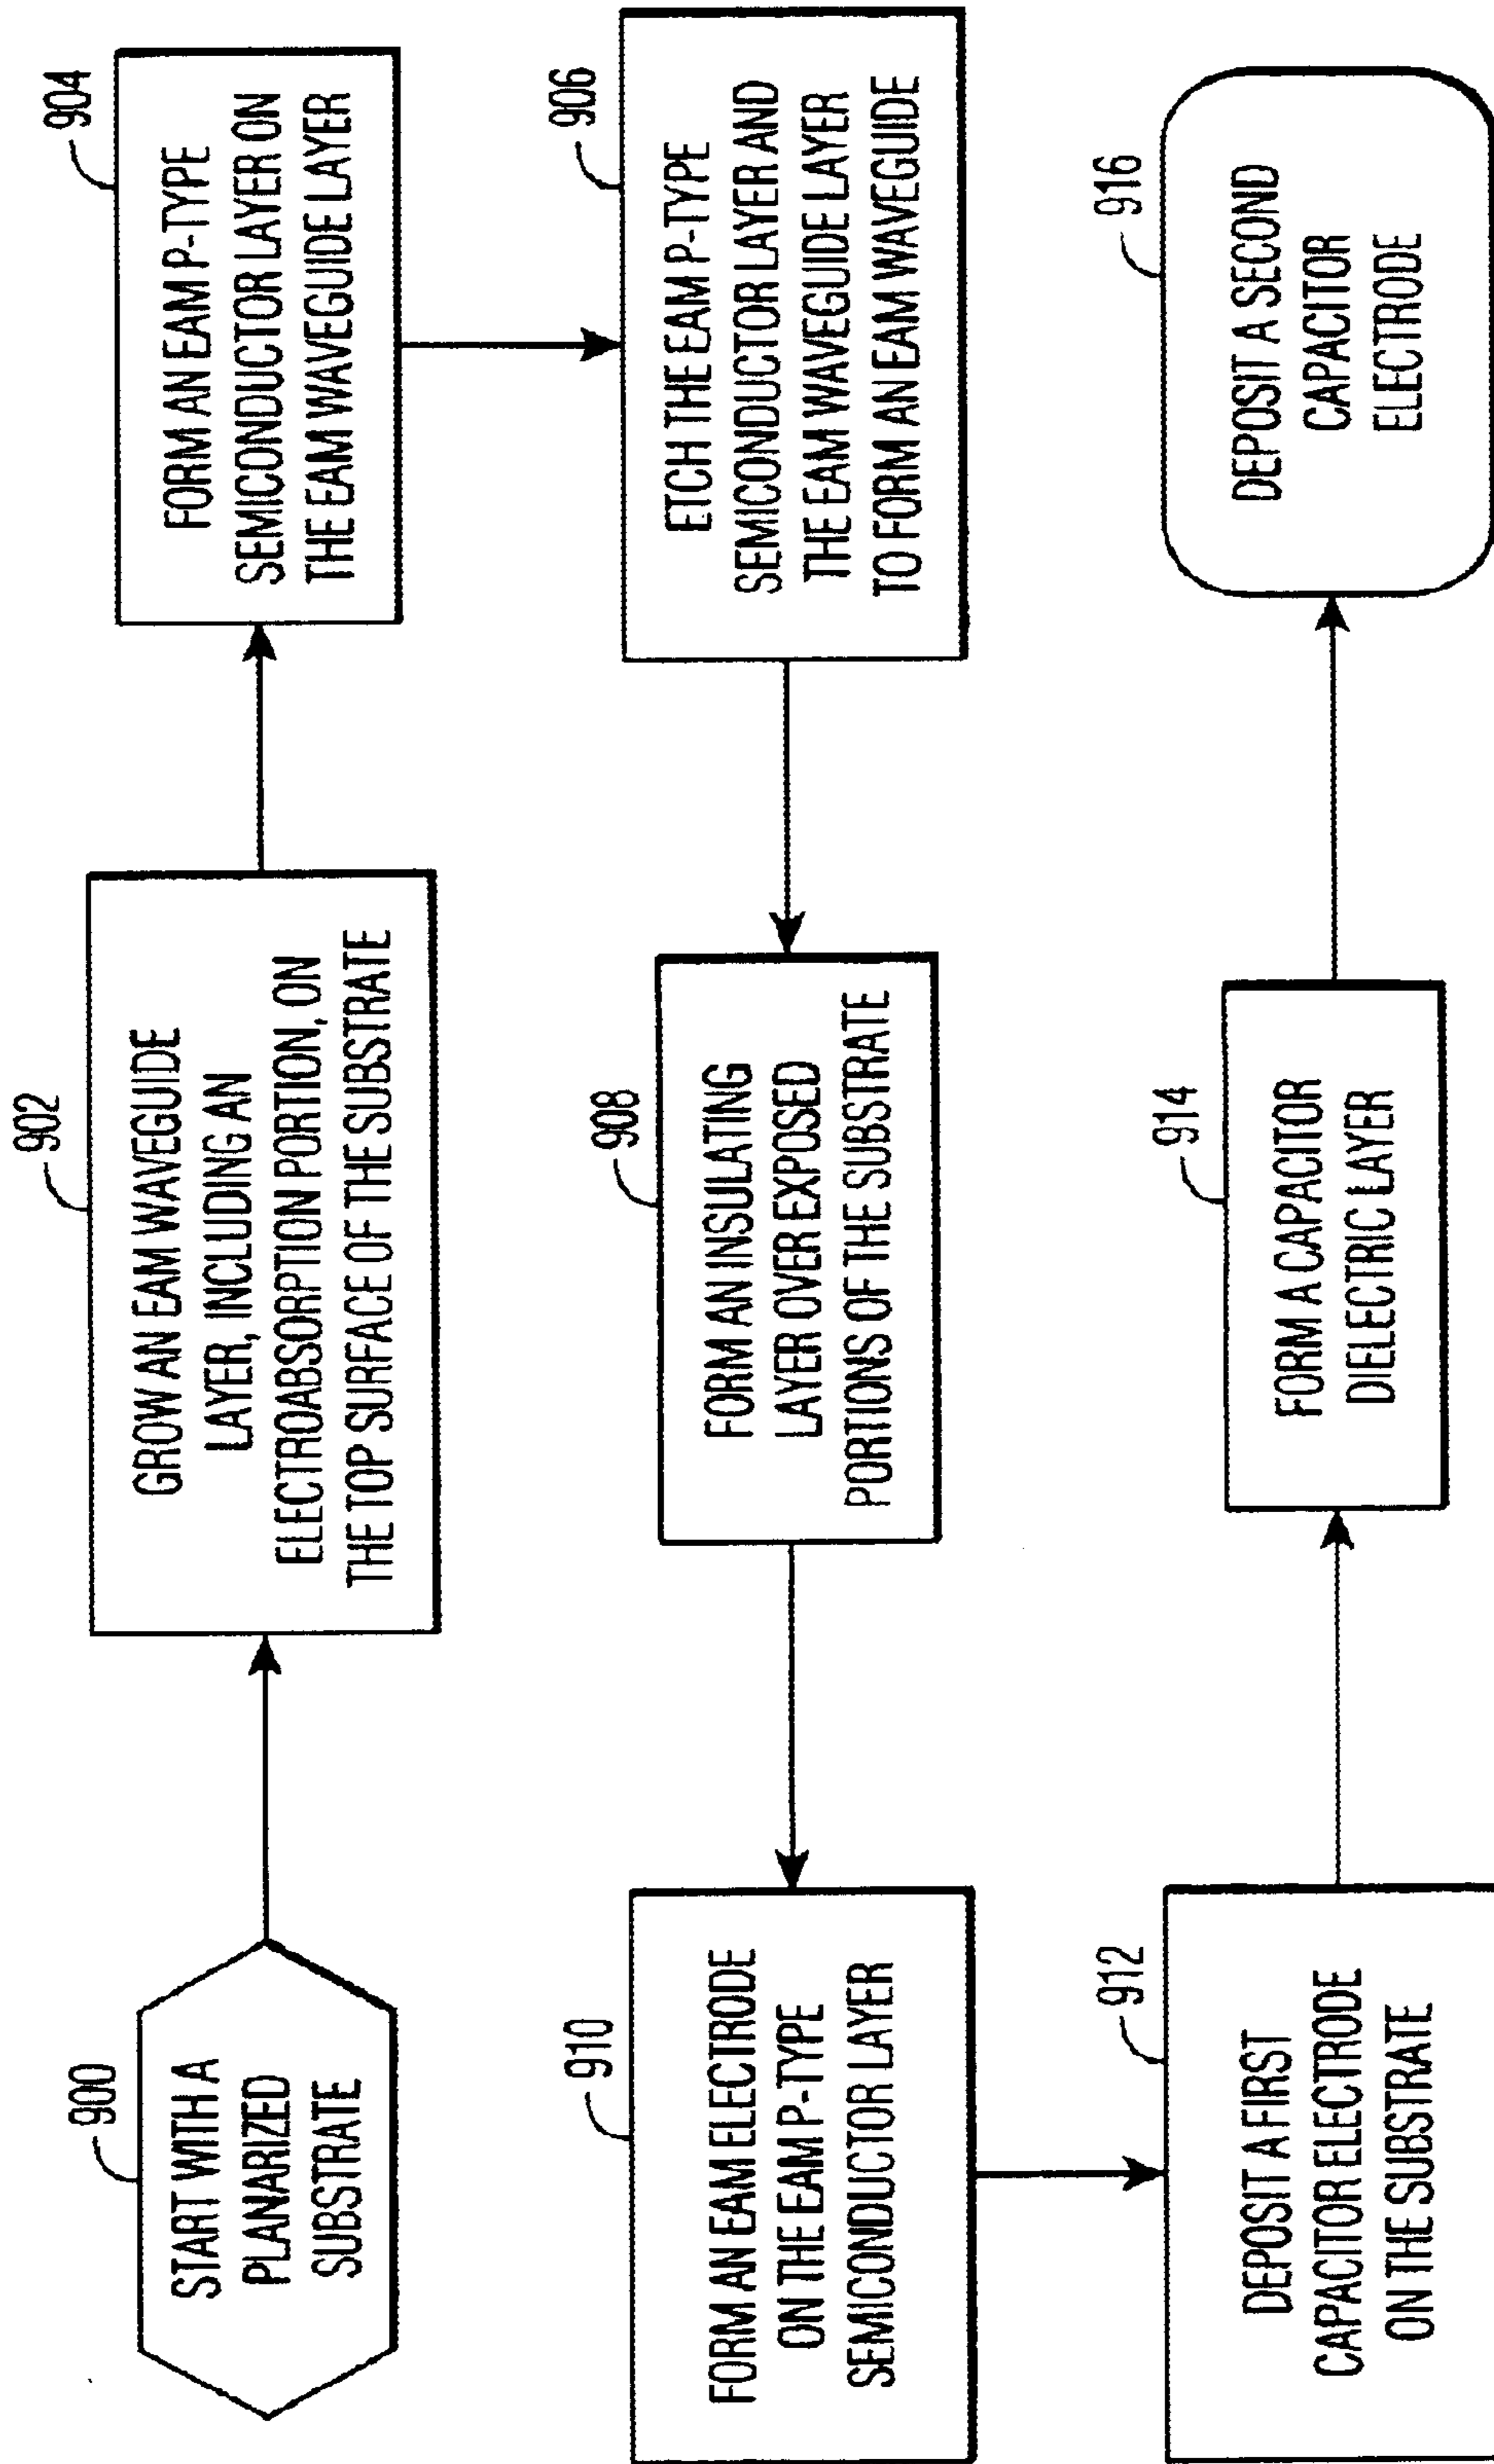 900
START WITH A
PLANARIZED
SUBSTRATE
902
GROW AN EAM WAVEGUIDE
LAYER, INCLUDING AN
ELECTROABSORPTION PORTION, ON
THE TOP SURFACE OF THE SUBSTRATE
904
FORM AN EAM P-TYPE
SEMICONDUCTOR LAYER ON
THE EAM WAVEGUIDE LAYER
906
ETCH THE EAM P-TYPE
SEMICONDUCTOR LAYER AND
THE EAM WAVEGUIDE LAYER
TO FORM AN EAM WAVEGUIDE
908
FORM AN INSULATING
LAYER OVER EXPOSED
PORTIONS OF THE SUBSTRATE
910
FORM AN EAM ELECTRODE
ON THE EAM P-TYPE
SEMICONDUCTOR LAYER
912
DEPOSIT A FIRST
CAPACITOR ELECTRODE
ON THE SUBSTRATE
914
FORM A CAPACITOR
DIELECTRIC LAYER
916
DEPOSIT A SECOND
CAPACITOR
ELECTRODE